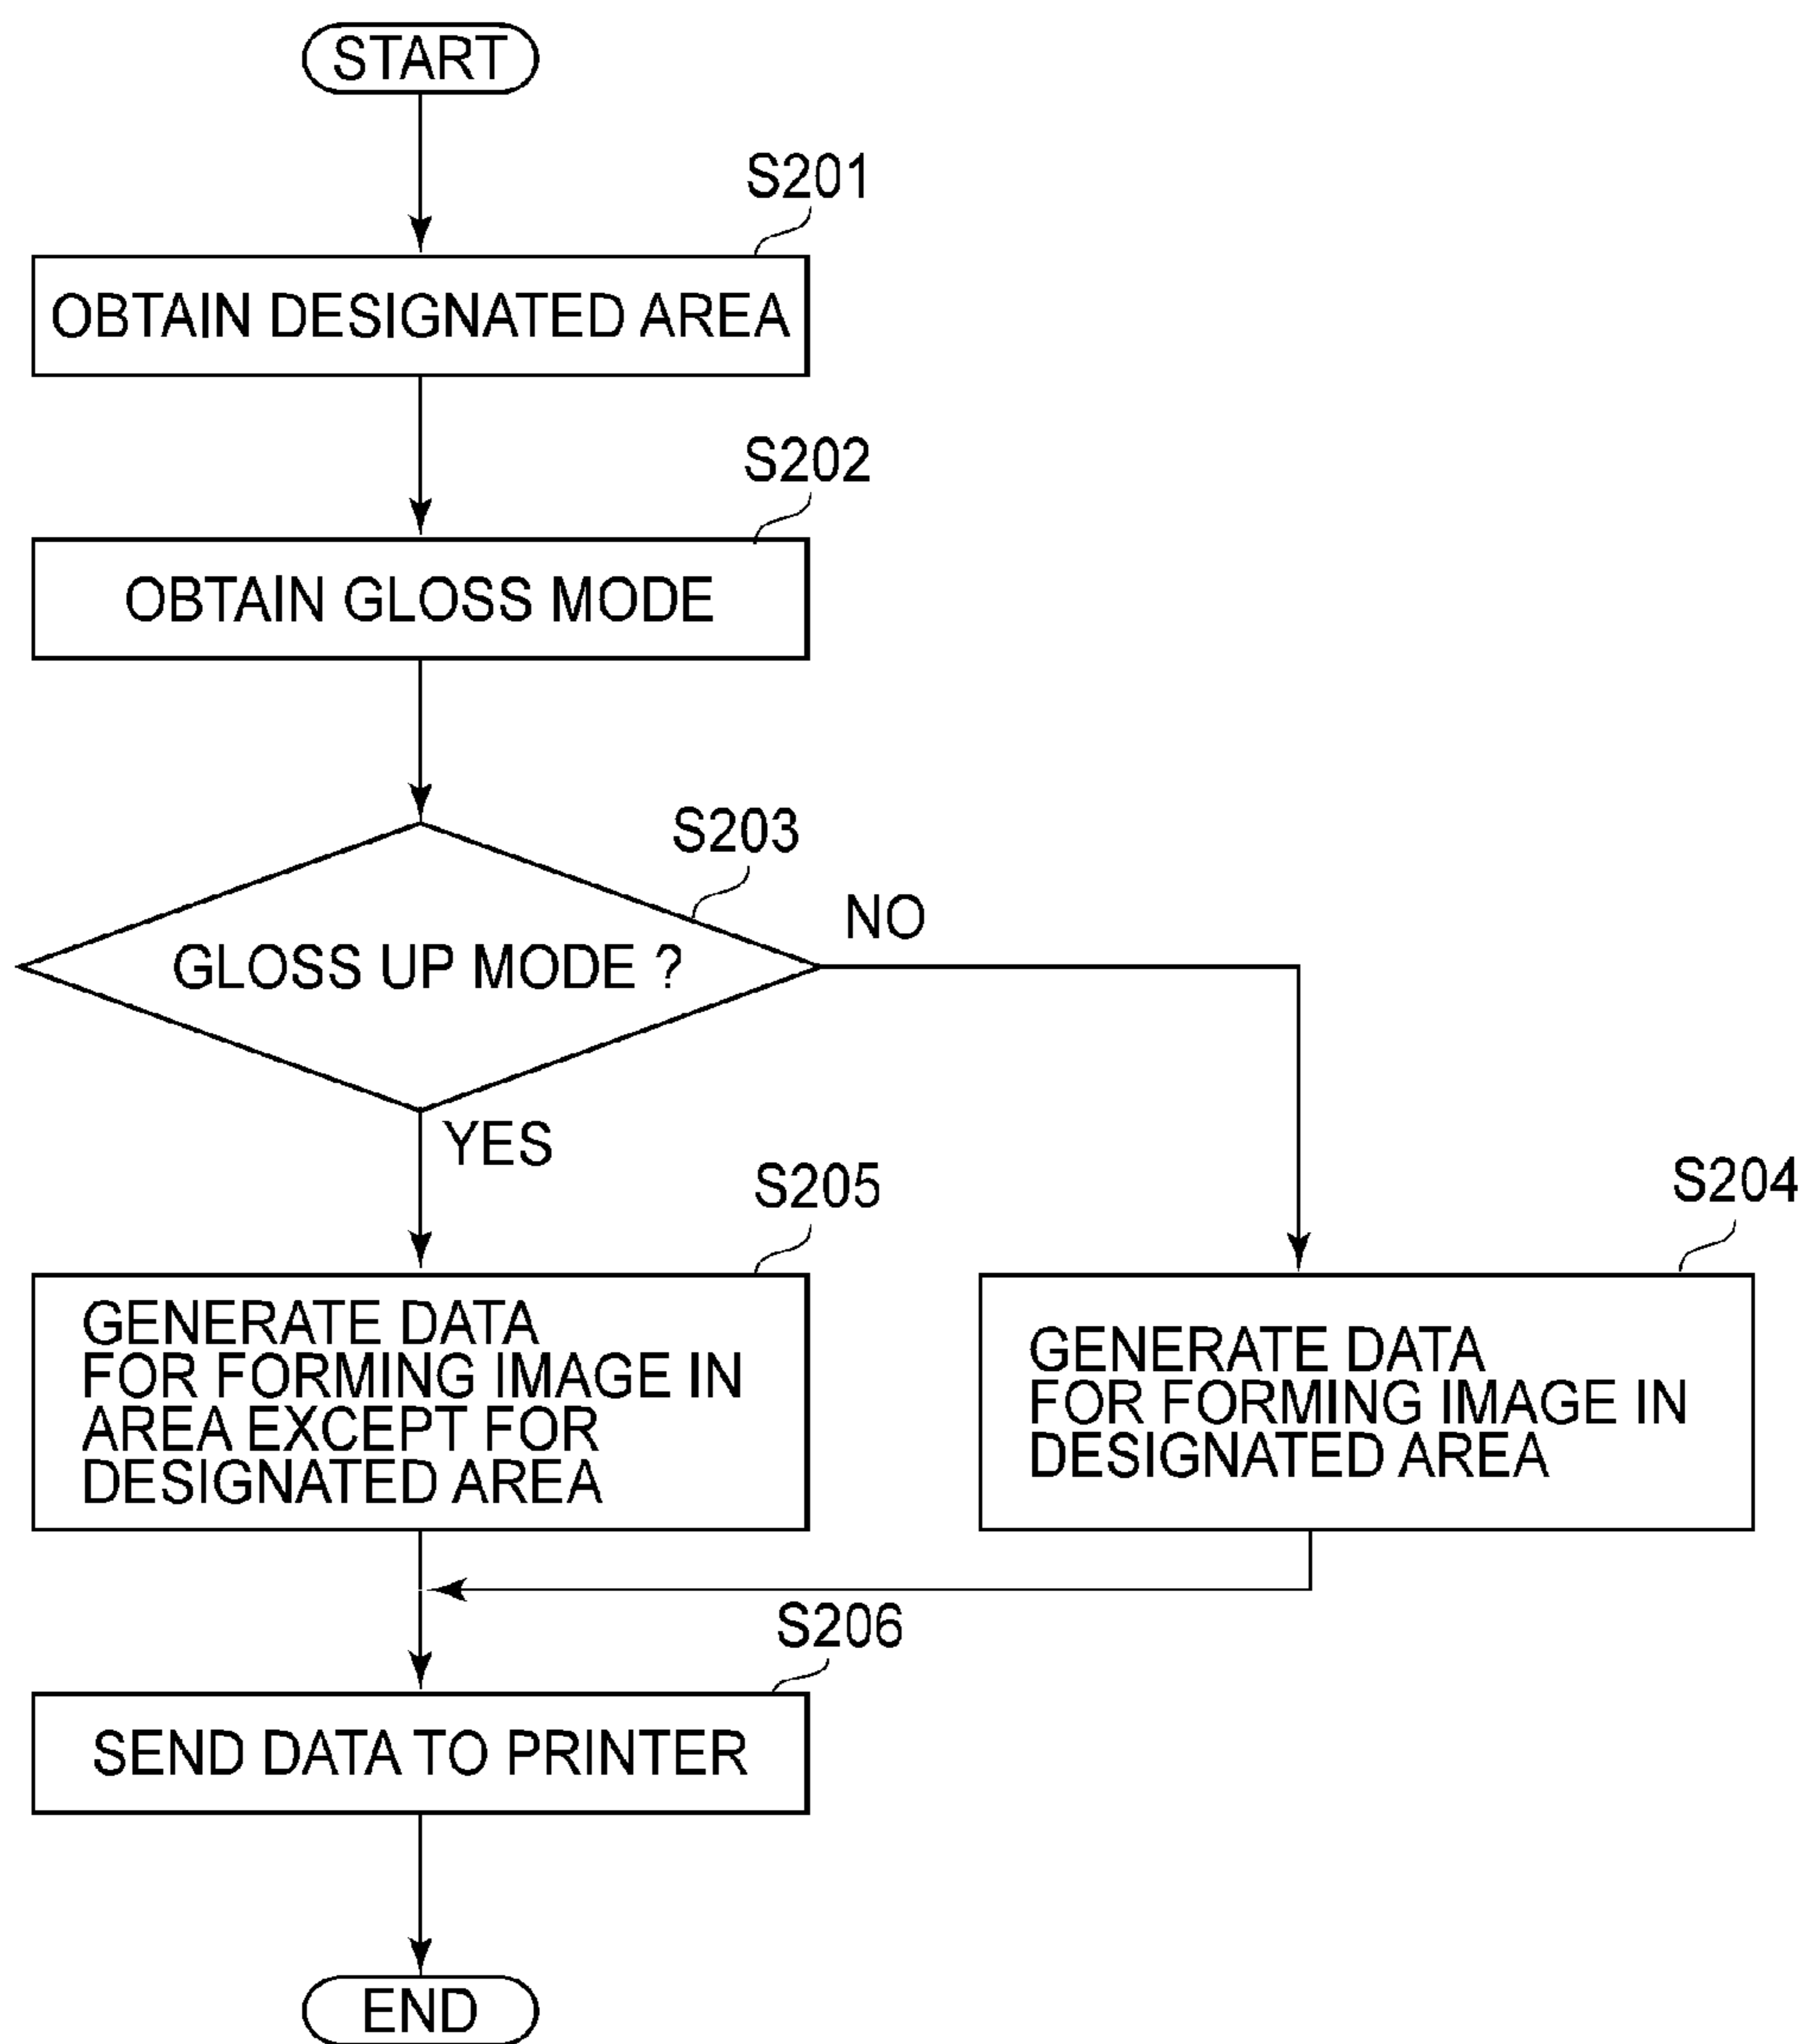 START
S201
OBTAIN DESIGNATED AREA
S202
OBTAIN GLOSS MODE
S203
GLOSS UP MODE ?
NO
YES
S205
GENERATE DATA
FOR FORMING IMAGE IN
AREA EXCEPT FOR
DESIGNATED AREA
S204
GENERATE DATA
FOR FORMING IMAGE IN
DESIGNATED AREA
S206
SEND DATA TO PRINTER
END